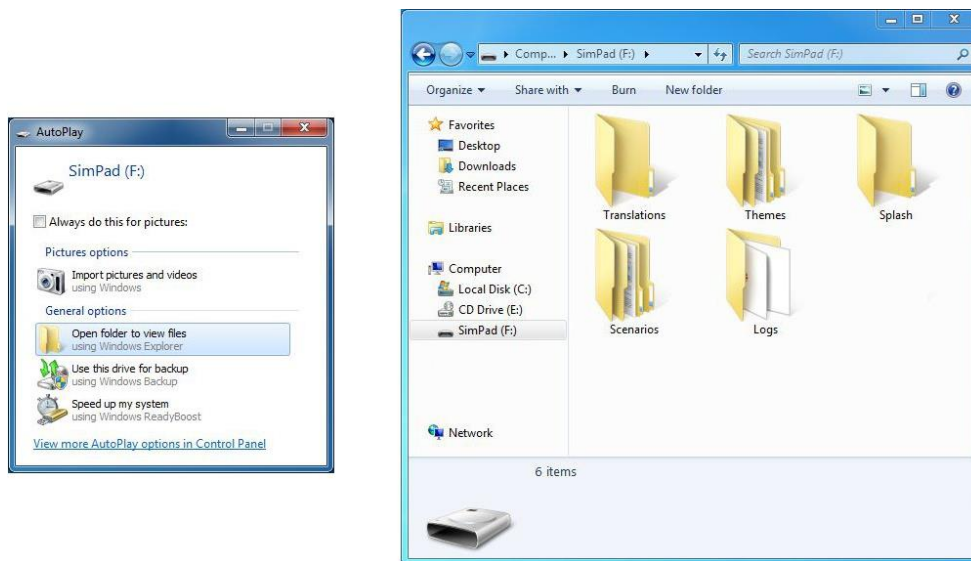 AutoPlay
SimPad (F:)
Always do this for pictures:
Pictures options
Import pictures and videos
using Windows
General options
Open folder to view files
using Windows Explorer
Use this drive for backup
using Windows Backup
Speed up my system
using Windows ReadyBoost
View more AutoPlay options in Control Panel
Comp... SimPad (F:) Search SimPad (F:)
Organize Share with Burn New folder
Favorites
Desktop
Downloads
Recent Places
Libraries
Computer
Local Disk (C:)
CD Drive (E:)
SimPad (F:)
Network
Translations Themes Splash
Scenarios Logs
6 items